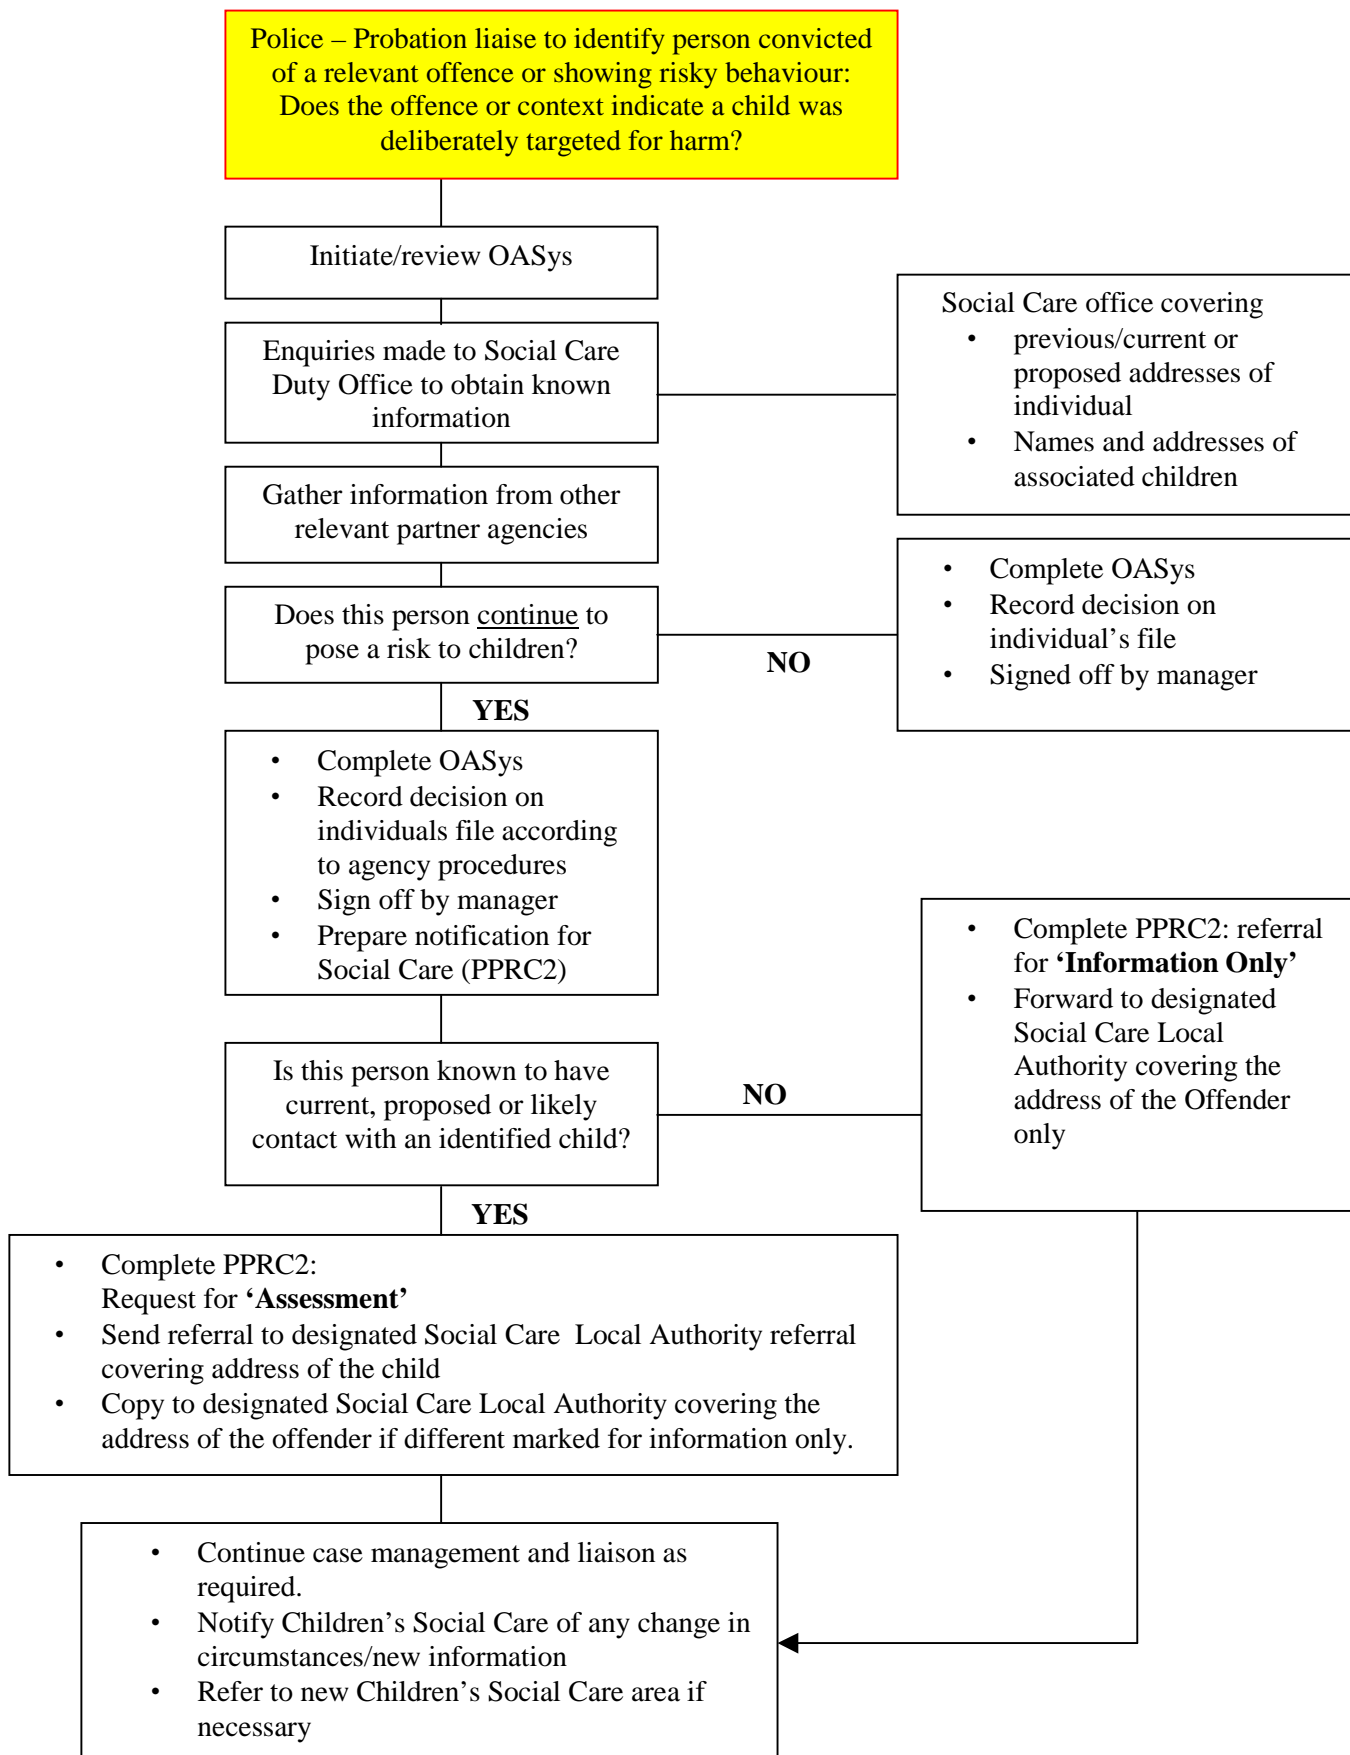 Police – Probation liaise to identify person convicted
of a relevant offence or showing risky behaviour:
Does the offence or context indicate a child was
deliberately targeted for harm?
Initiate/review OASys
Enquiries made to Social Care
Duty Office to obtain known
information
Social Care office covering
• previous/current or
proposed addresses of
individual
• Names and addresses of
associated children
Gather information from other
relevant partner agencies
Does this person continue to
pose a risk to children?
NO
• Complete OASys
• Record decision on
individual’s file
• Signed off by manager
YES
• Complete OASys
• Record decision on
individuals file according
to agency procedures
• Sign off by manager
• Prepare notification for
Social Care (PPRC2)
Is this person known to have
current, proposed or likely
contact with an identified child?
NO
• Complete PPRC2: referral
for ‘Information Only’
• Forward to designated
Social Care Local
Authority covering the
address of the Offender
only
YES
• Complete PPRC2:
Request for ‘Assessment’
• Send referral to designated Social Care Local Authority referral
covering address of the child
• Copy to designated Social Care Local Authority covering the
address of the offender if different marked for information only.
• Continue case management and liaison as
required.
• Notify Children’s Social Care of any change in
circumstances/new information
• Refer to new Children’s Social Care area if
necessary